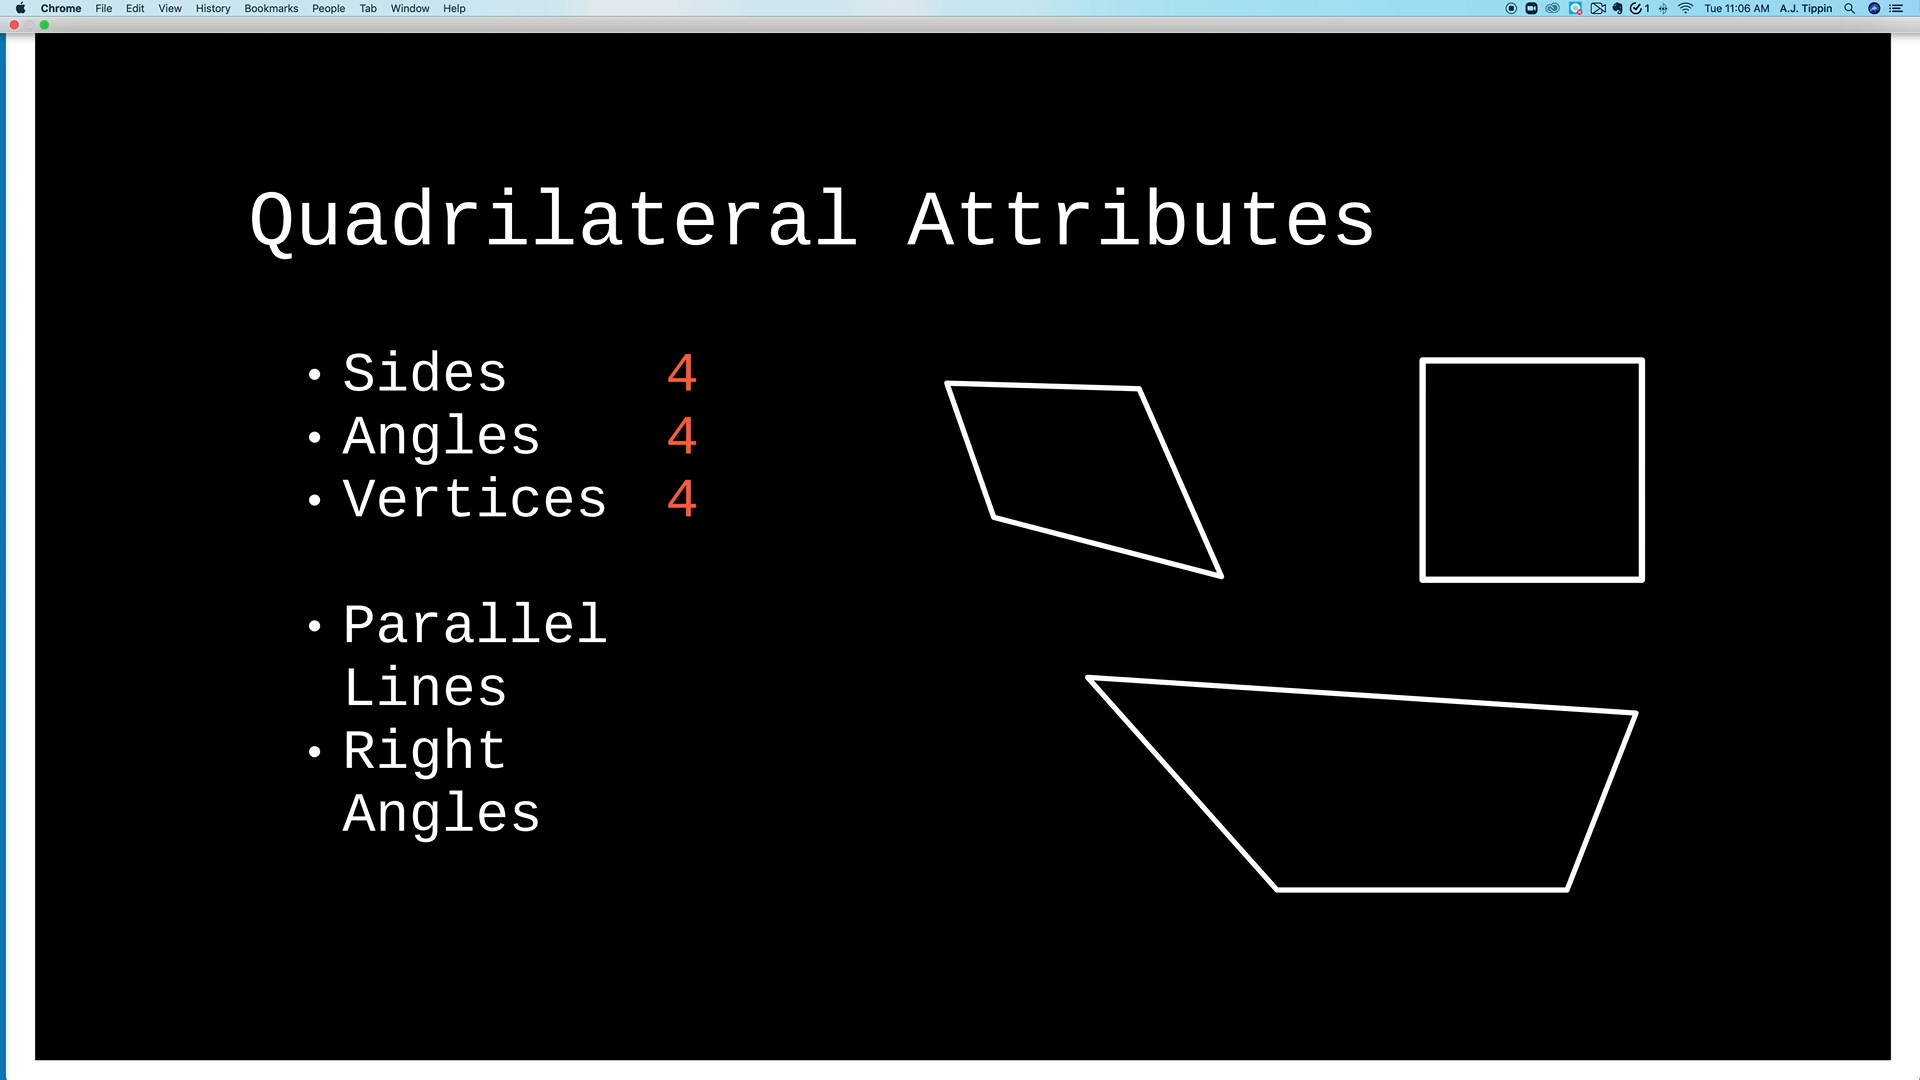 Chrome File Edit View History Bookmarks People Tab Window Help
1 Tue 11:06 AM A.J. Tippin
Quadrilateral Attributes
• Sides 4
• Angles 4
• Vertices 4
• Parallel
Lines
• Right
Angles